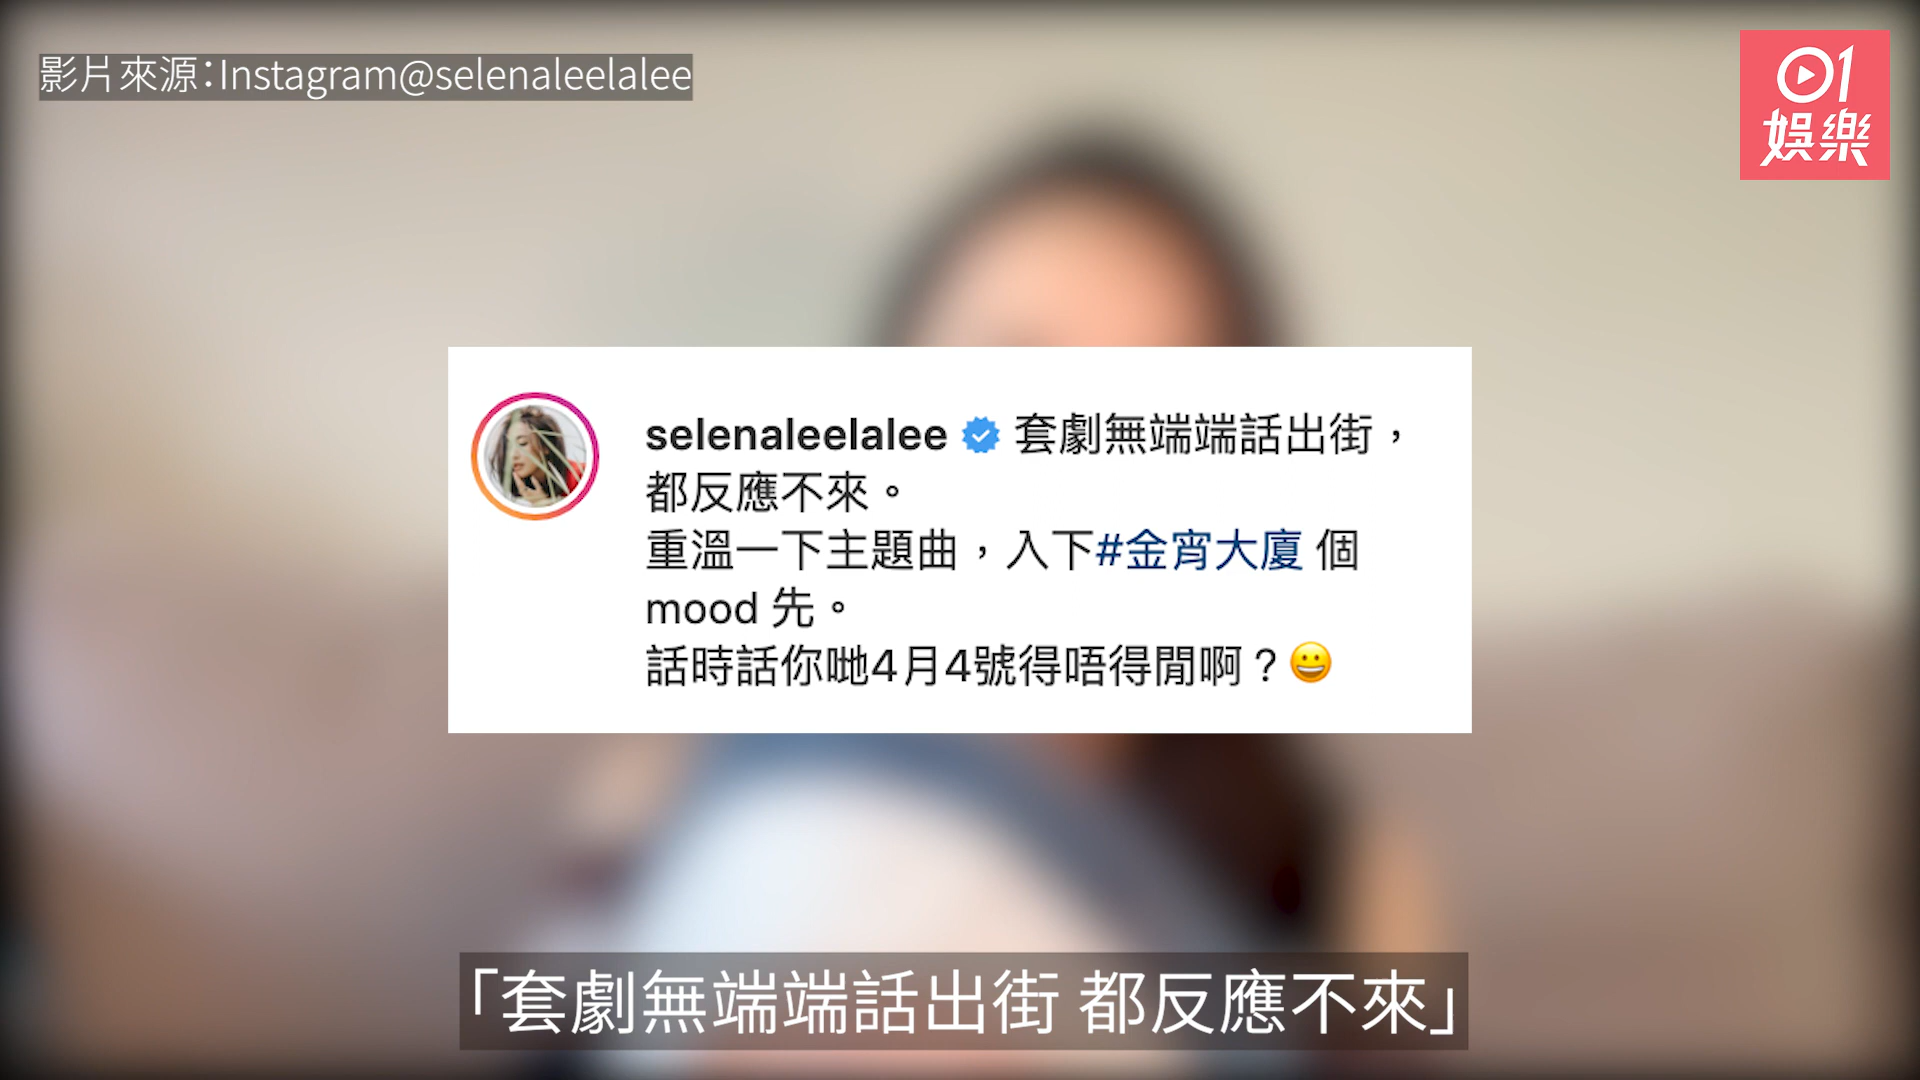 影片來源：Instagram@selenaleelalee
01
娛樂
selenaleelalee 套劇無端端話出街，
都反應不來。
重溫一下主題曲，入下#金宵大廈 個
mood 先。
話時話你哋4月4號得唔得閒啊？😀
「套劇無端端話出街 都反應不來」